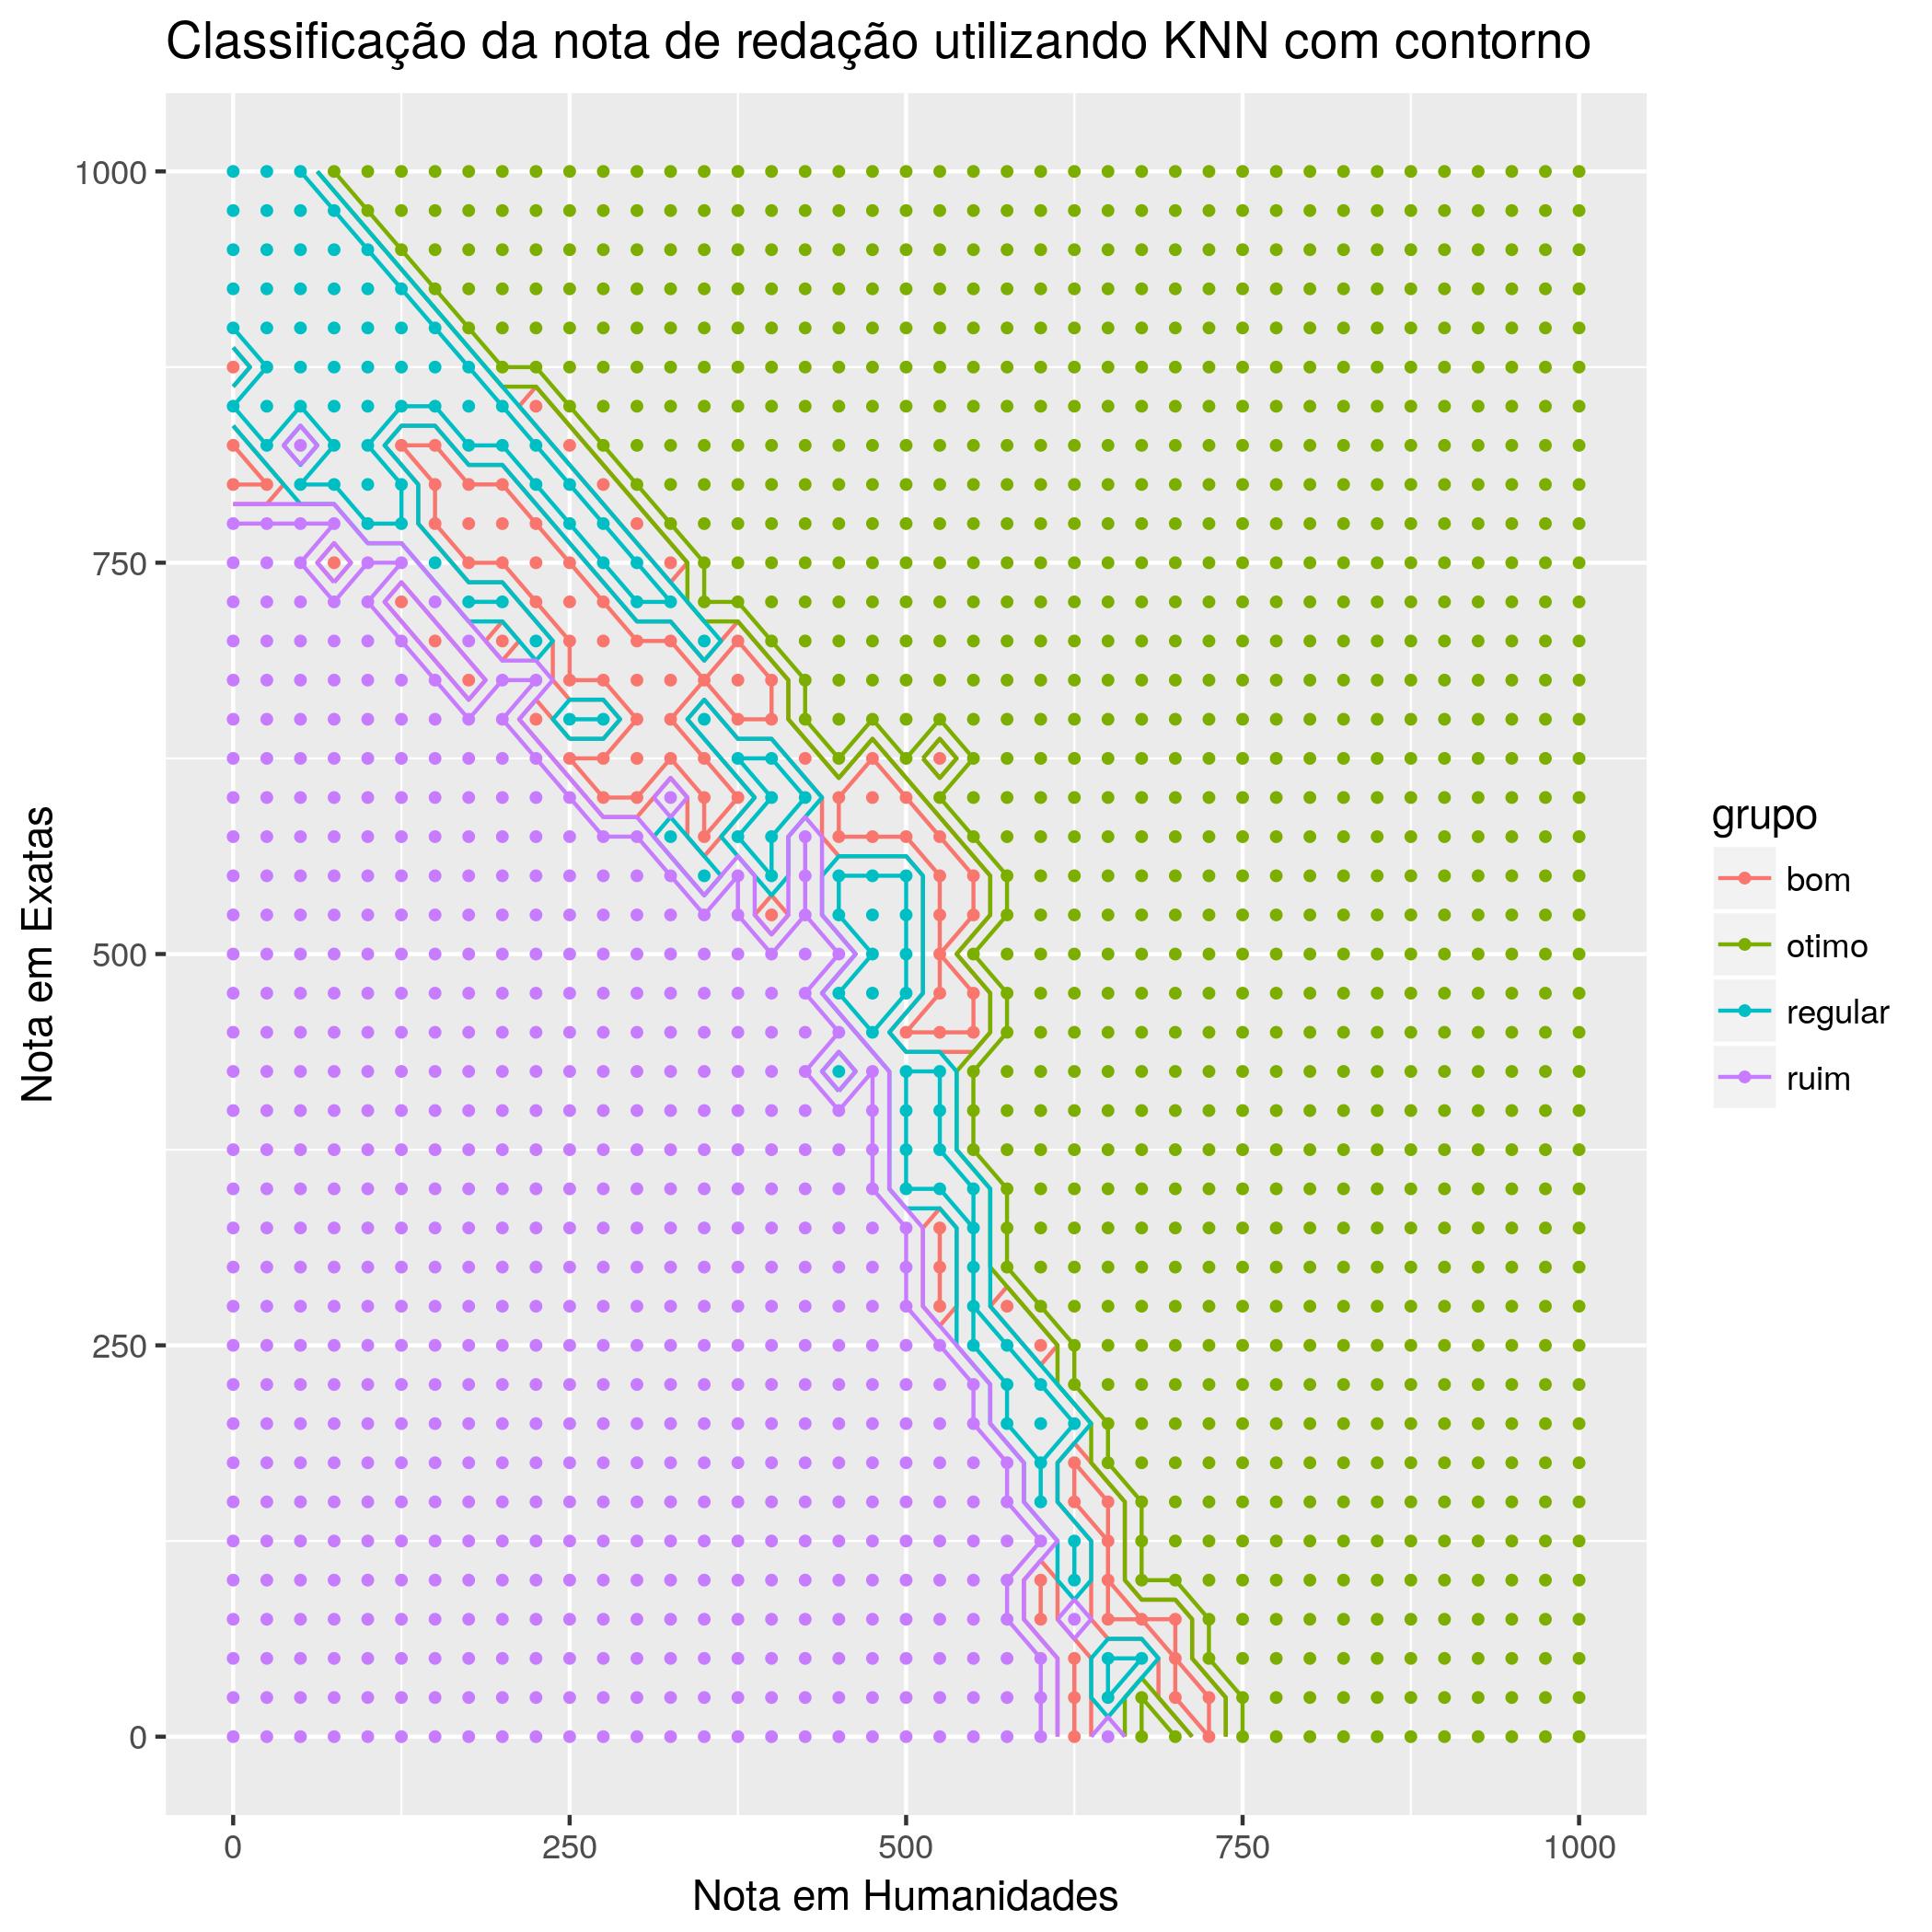 Classificação da nota de redação utilizando KNN com contorno
1000
750
500
250
0
Nota em Exatas
0
250
500
750
1000
Nota em Humanidades
grupo
bom
otimo
regular
ruim